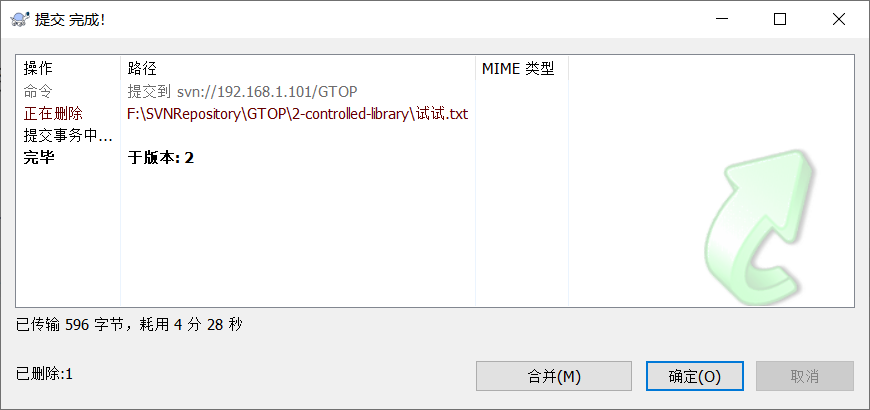 提交 完成！
操作 路径 MIME 类型
命令 提交到 svn://192.168.1.101/GTOP
正在删除 F:\SVNRepository\GTOP\2-controlled-library\试试.txt
提交事务中...
完毕 于版本: 2
已传输 596 字节，耗用 4 分 28 秒
已删除:1 合并(M) 确定(O) 取消